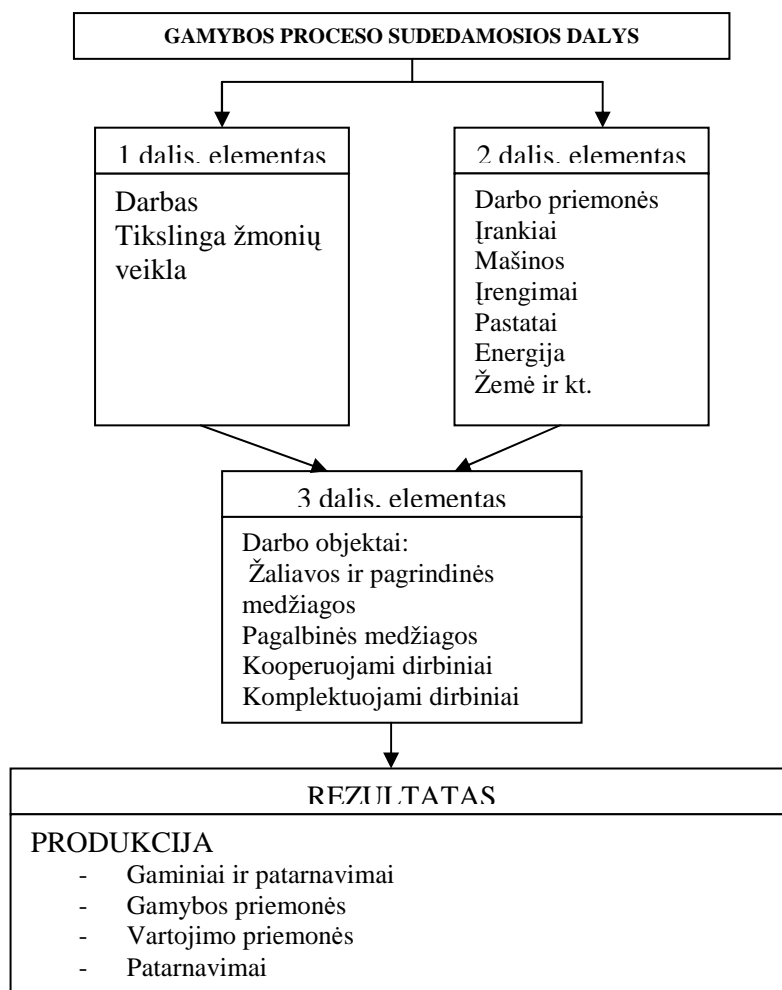 GAMYBOS PROCESO SUDEDAMOSIOS DALYS
1 dalis. elementas
Darbas
Tikslinga žmonių
veikla
2 dalis. elementas
Darbo priemonės
Įrankiai
Mašinos
Įrengimai
Pastatai
Energija
Žemė ir kt.
3 dalis. elementas
Darbo objektai:
Žaliavos ir pagrindinės
medžiagos
Pagalbinės medžiagos
Kooperuojami dirbiniai
Komplektuojami dirbiniai
REZULTATAS
PRODUKCIJA
- Gaminiai ir patarnavimai
- Gamybos priemonės
- Vartojimo priemonės
- Patarnavimai